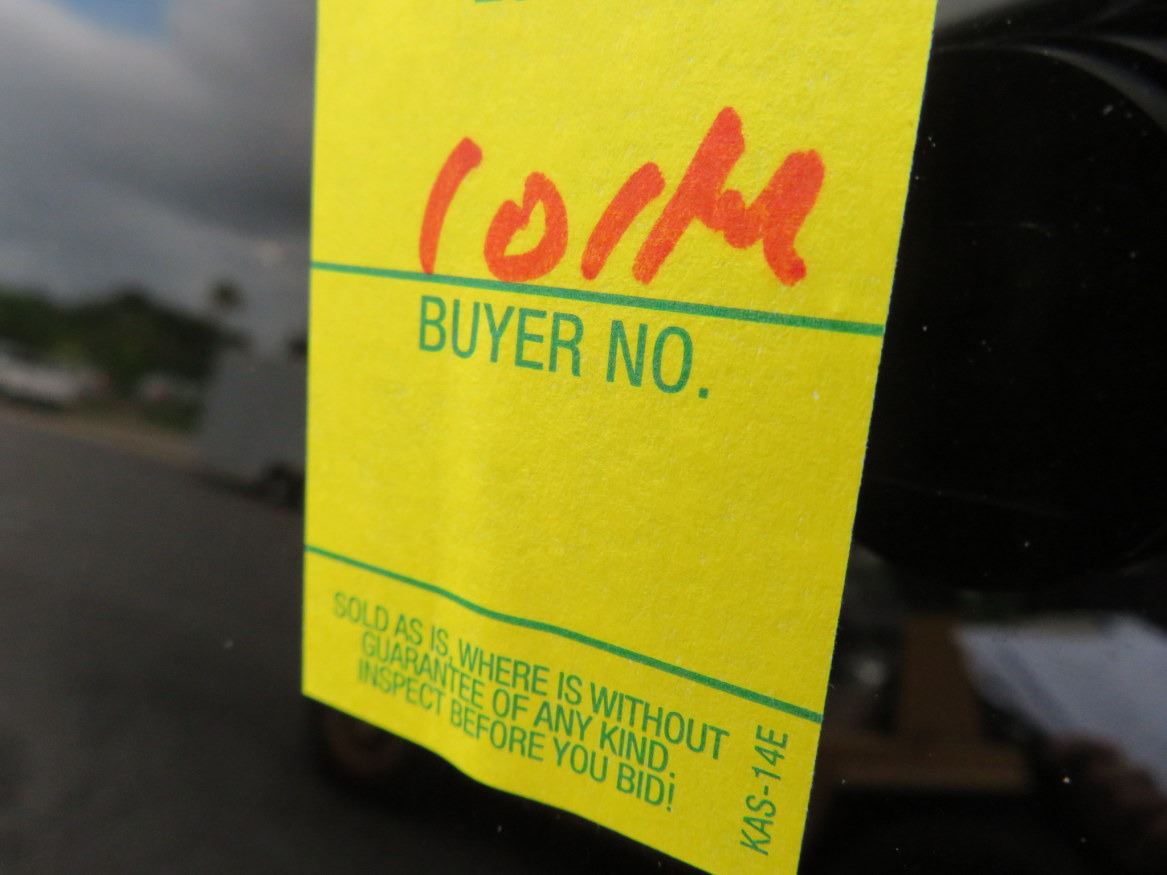 101M
BUYER NO.
SOLD AS IS, WHERE IS WITHOUT
GUARANTEE OF ANY KIND.
INSPECT BEFORE YOU BID!
KAS-14E